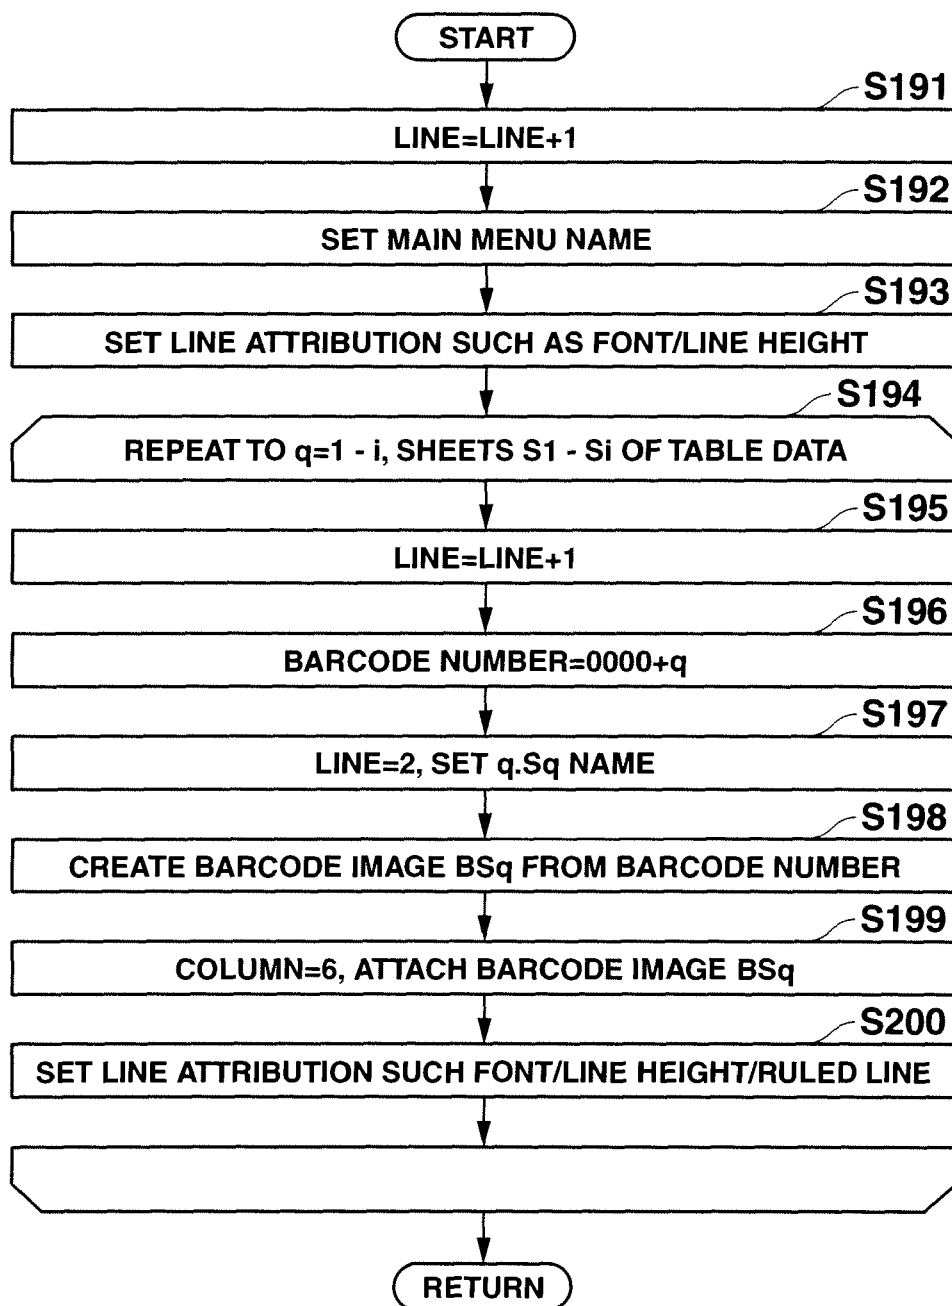 START
S191
LINE=LINE+1
S192
SET MAIN MENU NAME
S193
SET LINE ATTRIBUTION SUCH AS FONT/LINE HEIGHT
S194
REPEAT TO q=1 - i, SHEETS S1 - Si OF TABLE DATA
S195
LINE=LINE+1
S196
BARCODE NUMBER=0000+q
S197
LINE=2, SET q.Sq NAME
S198
CREATE BARCODE IMAGE BSq FROM BARCODE NUMBER
S199
COLUMN=6, ATTACH BARCODE IMAGE BSq
S200
SET LINE ATTRIBUTION SUCH FONT/LINE HEIGHT/RULED LINE
RETURN